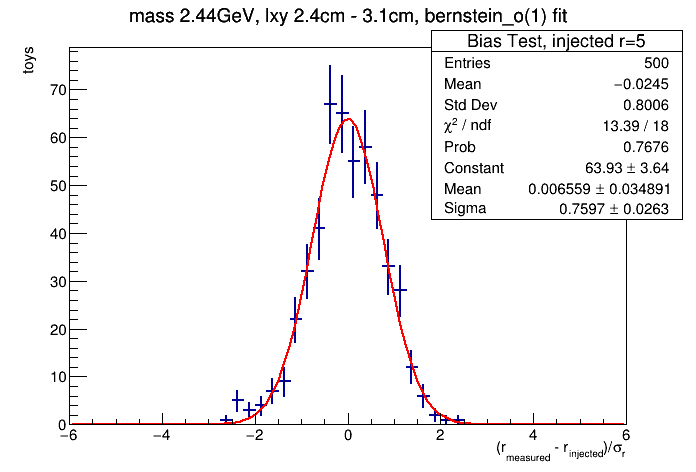 mass 2.44GeV, lxy 2.4cm - 3.1cm, bernstein_o(1) fit
Bias Test, injected r=5
Entries 500
Mean −0.0245
Std Dev 0.8006
χ² / ndf 13.39 / 18
Prob 0.7676
Constant 63.93 ± 3.64
Mean 0.006559 ± 0.034891
Sigma 0.7597 ± 0.0263
toys
70
60
50
40
30
20
10
0
−6 −4 −2 0 2 4 6
(r_measured - r_injected)/σ_r